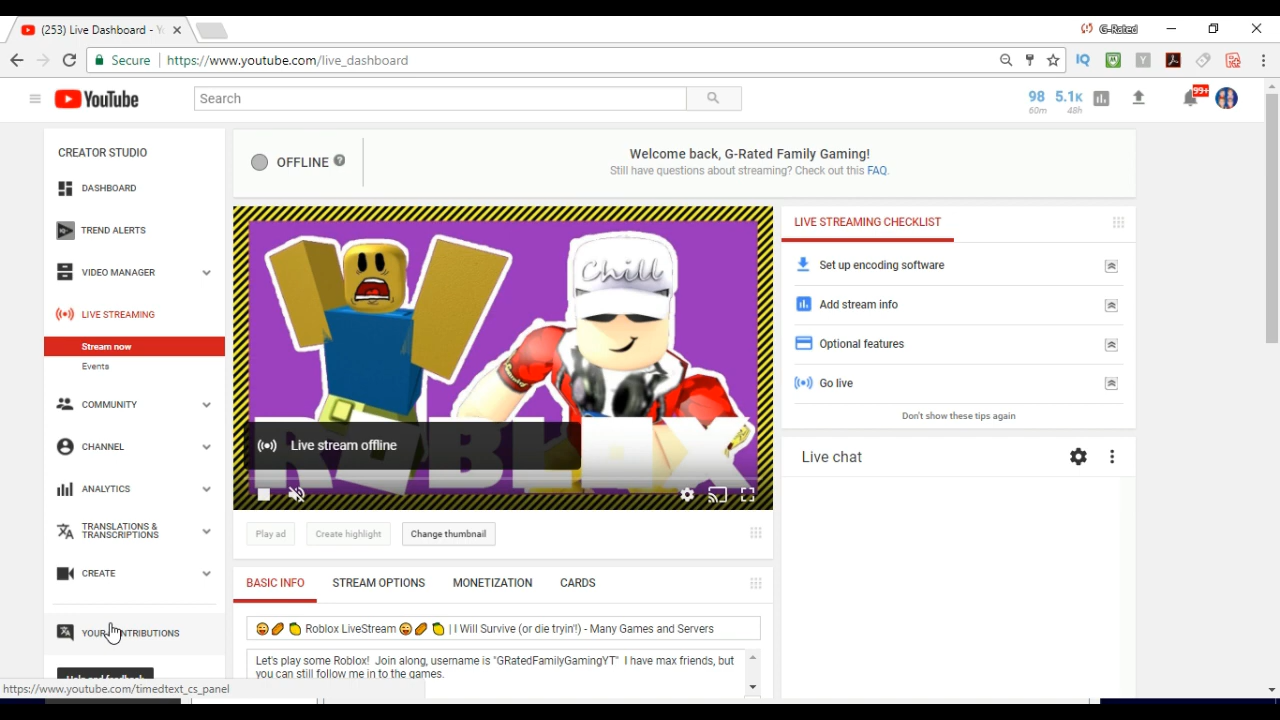 (253) Live Dashboard - Yo
G-Rated
Secure
https://www.youtube.com/live_dashboard
IQ
Y
YouTube
Search
98
60m
5.1K
48h
99+
CREATOR STUDIO
DASHBOARD
TREND ALERTS
VIDEO MANAGER
LIVE STREAMING
Stream now
Events
COMMUNITY
CHANNEL
ANALYTICS
TRANSLATIONS &
TRANSCRIPTIONS
CREATE
YOUR CONTRIBUTIONS
Help and feedback
https://www.youtube.com/timedtext_cs_panel
OFFLINE ?
Welcome back, G-Rated Family Gaming!
Still have questions about streaming? Check out this FAQ.
Chill
ROBLOX
Live stream offline
Play ad
Create highlight
Change thumbnail
BASIC INFO
STREAM OPTIONS
MONETIZATION
CARDS
Roblox LiveStream | I Will Survive (or die tryin'!) - Many Games and Servers
Let's play some Roblox! Join along, username is "GRatedFamilyGamingYT" I have max friends, but
you can still follow me in to the games.
LIVE STREAMING CHECKLIST
Set up encoding software
Add stream info
Optional features
Go live
Don't show these tips again
Live chat